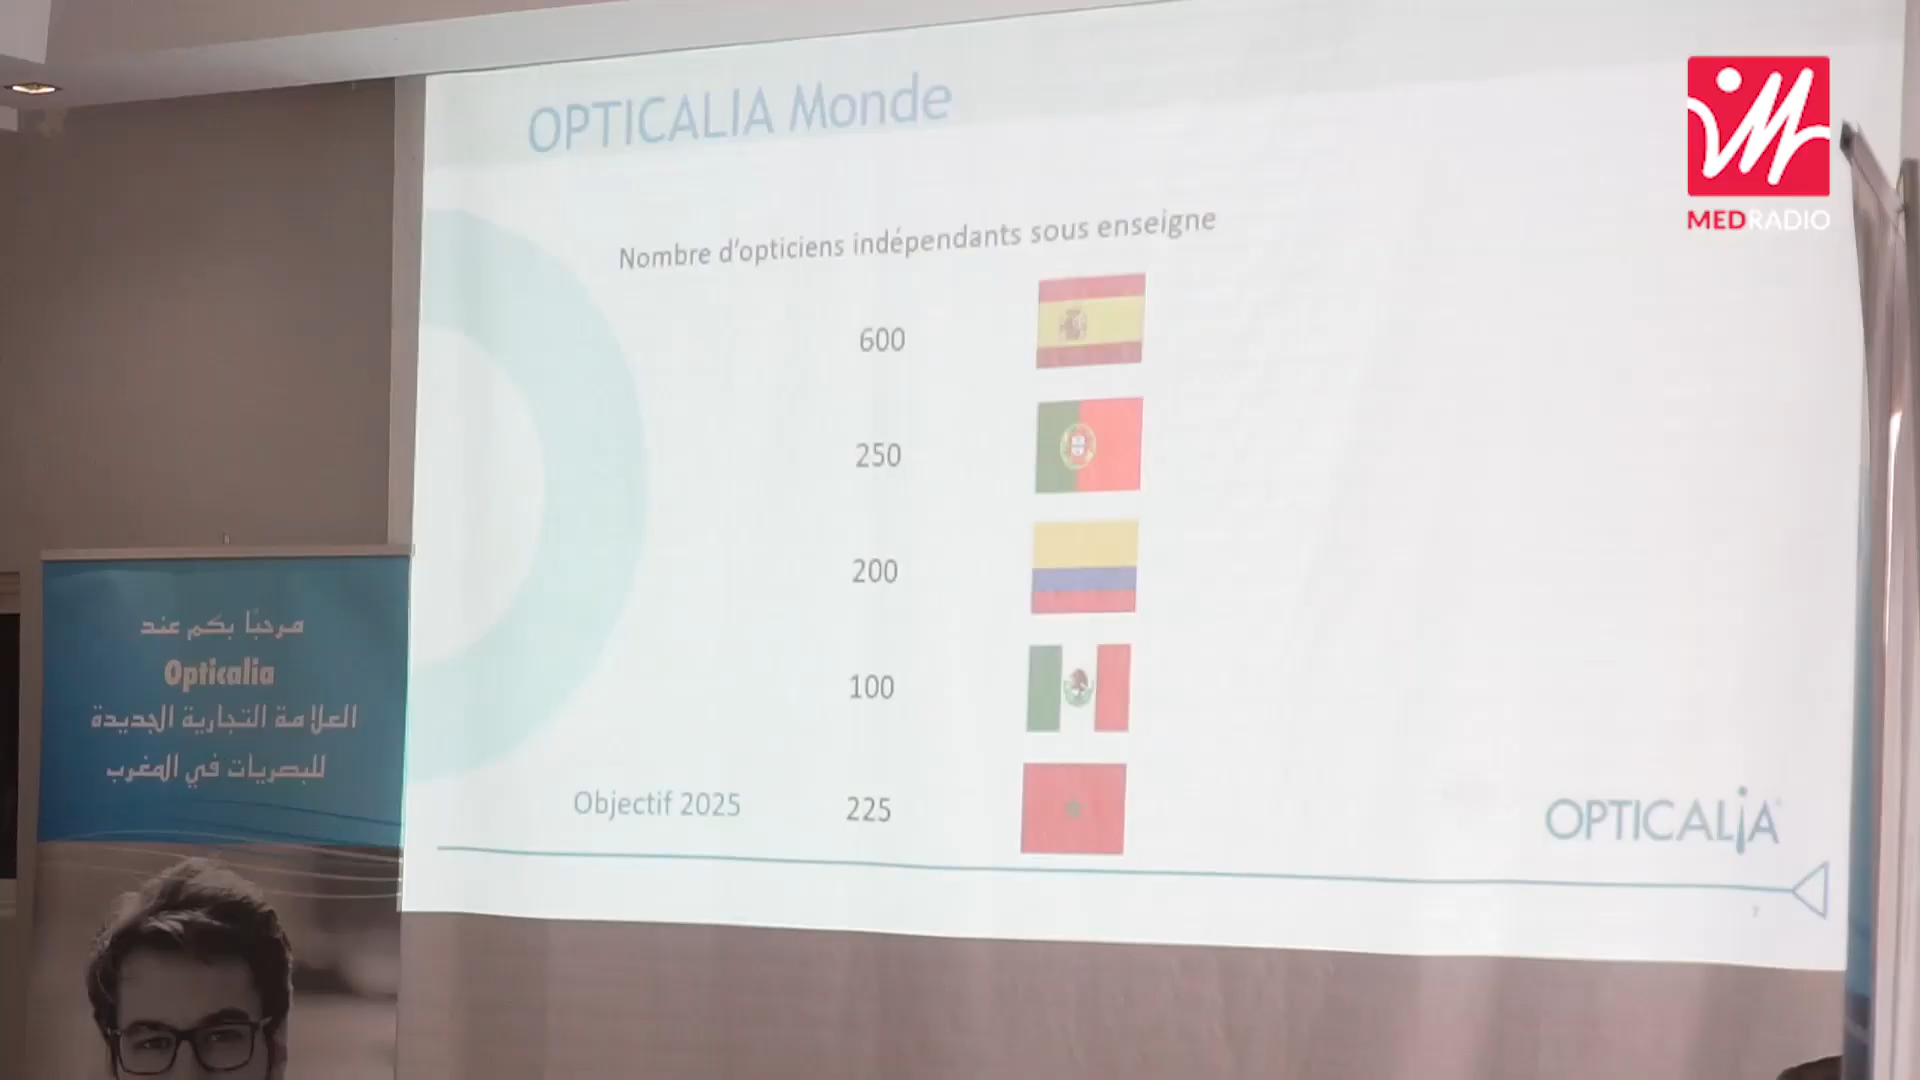 OPTICALIA Monde
MEDRADIO
Nombre d'opticiens indépendants sous enseigne
600
250
200
100
Objectif 2025 225
OPTICALIA
7
مرحبًا بكم عند
Opticalia
العلامة التجارية الجديدة
للبصريات في المغرب